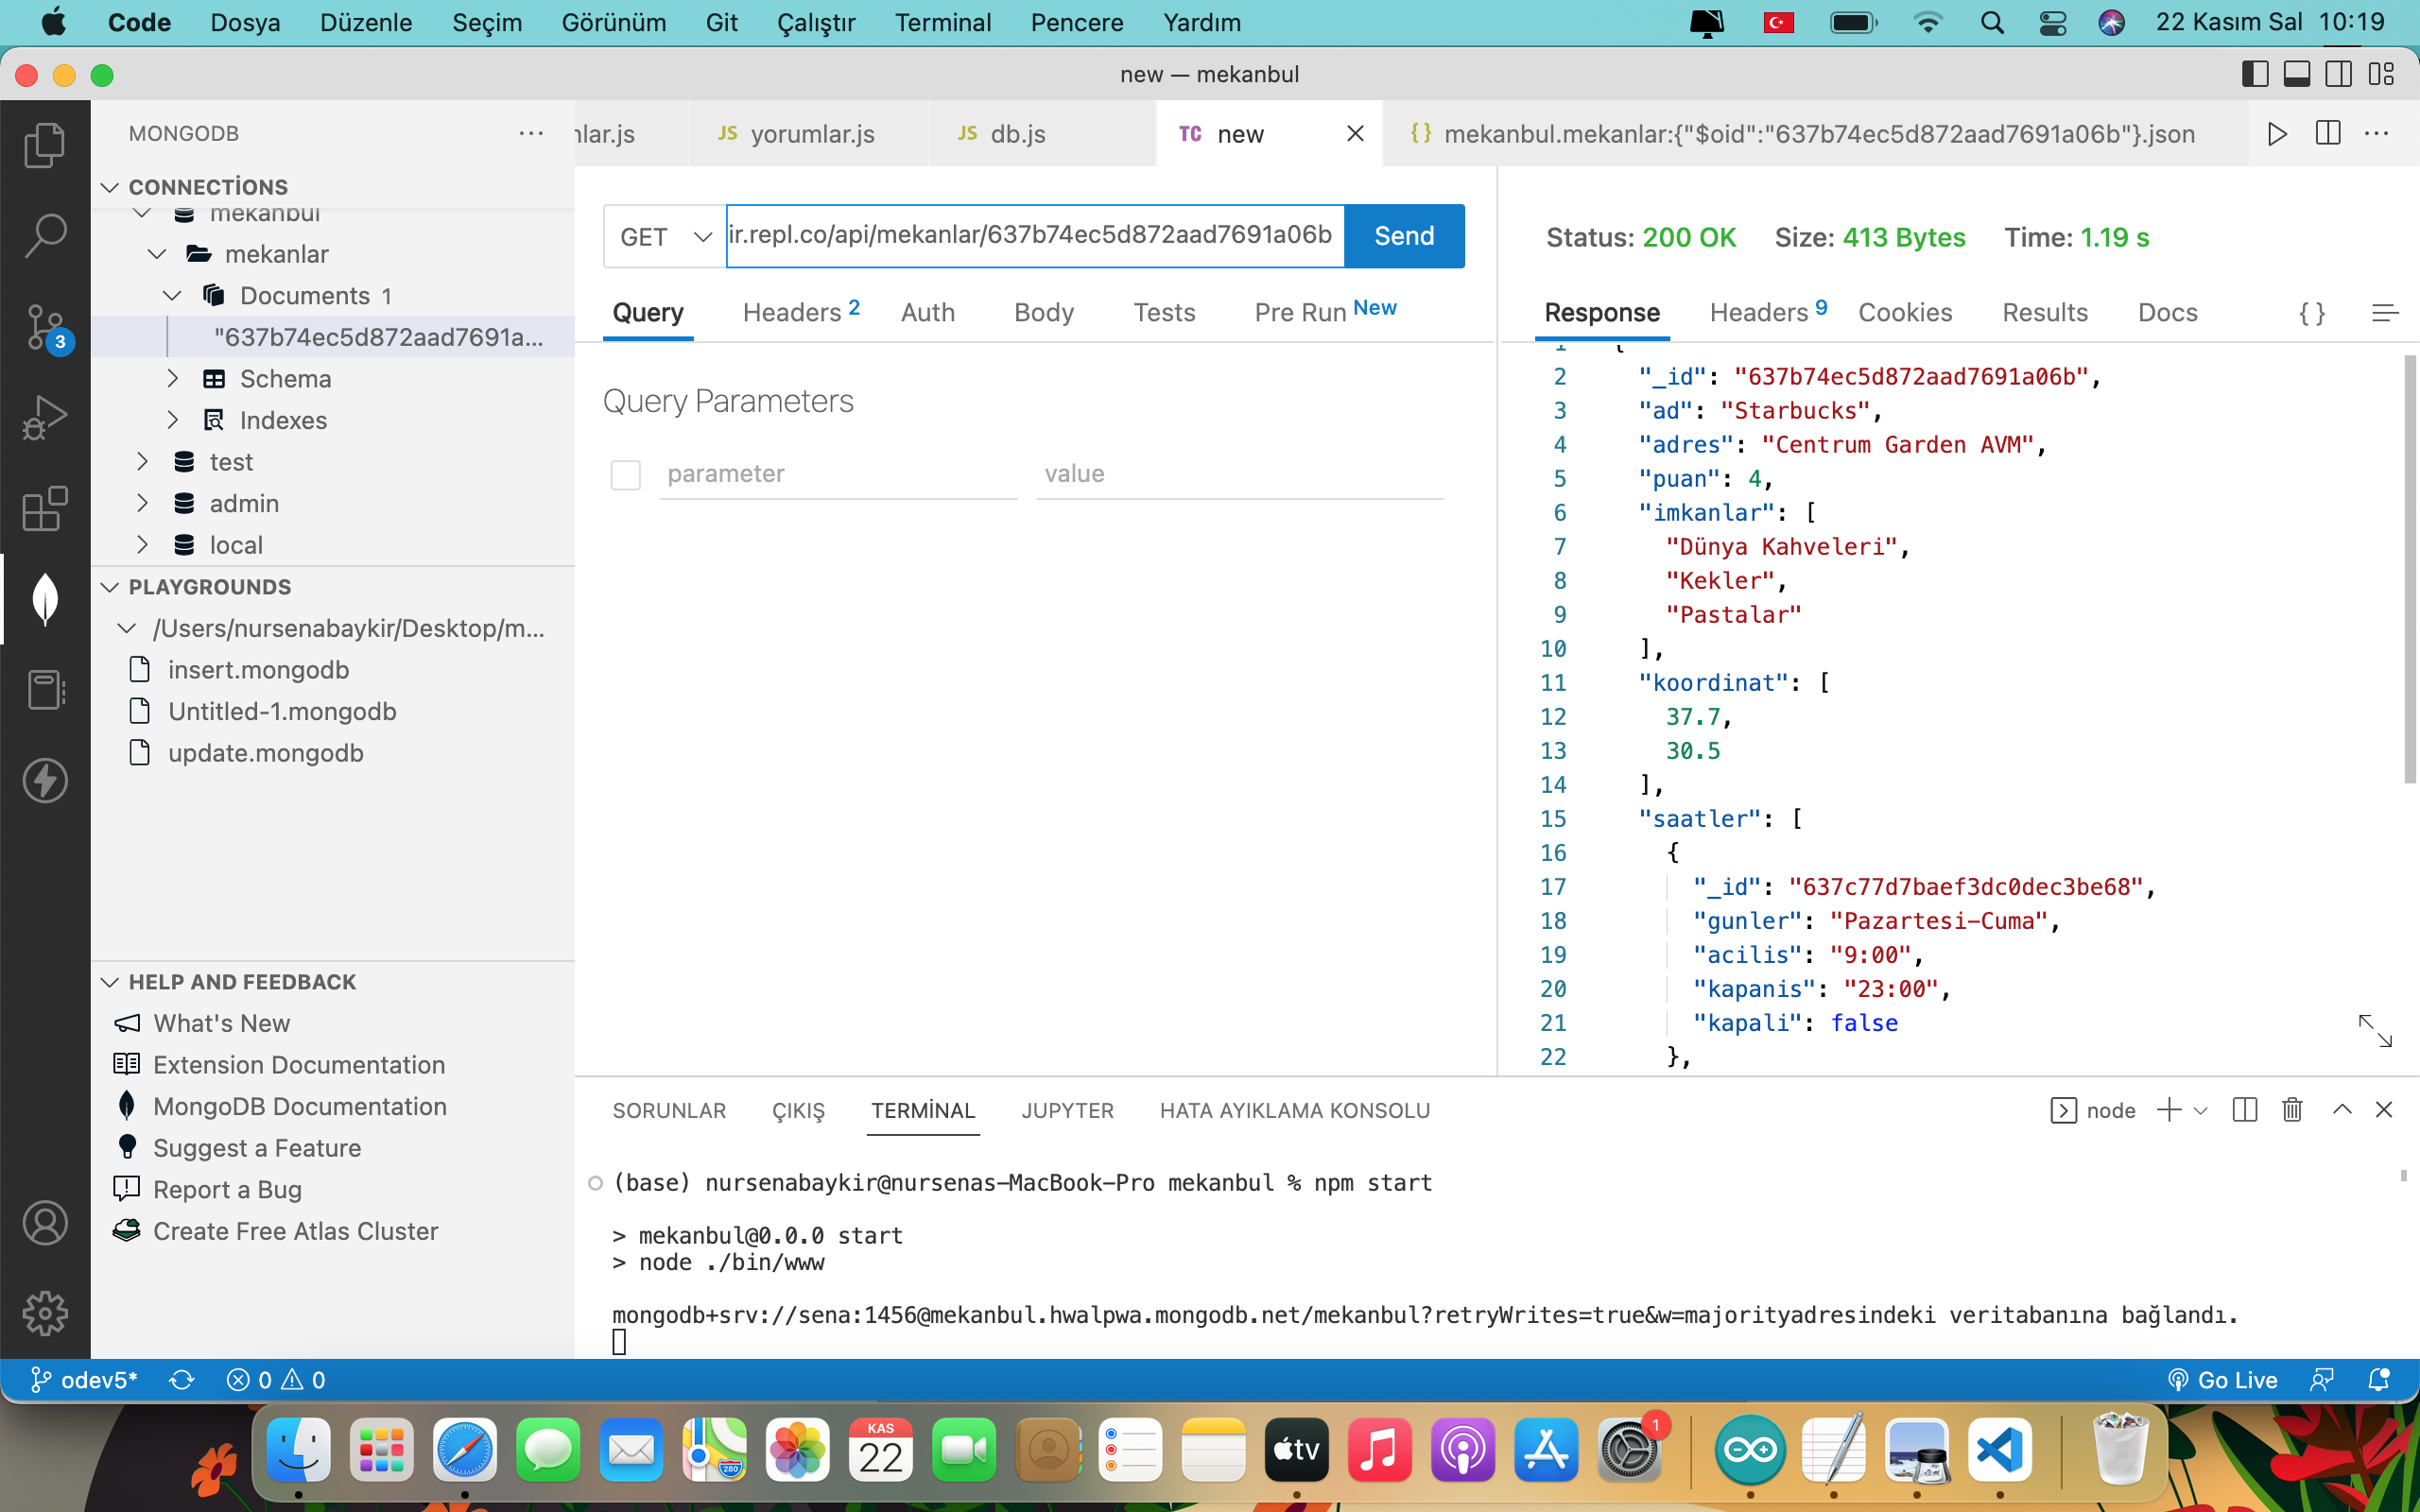 Code Dosya Düzenle Seçim Görünüm Git Çalıştır Terminal Pencere Yardım 22 Kasım Sal 10:19
new — mekanbul
MONGODB
nlar.js
JS yorumlar.js
JS db.js
TC new
{} mekanbul.mekanlar:{"$oid":"637b74ec5d872aad7691a06b"}.json
CONNECTİONS
mekanbul
mekanlar
Documents 1
"637b74ec5d872aad7691a...
Schema
Indexes
test
admin
local
PLAYGROUNDS
/Users/nursenabaykir/Desktop/m...
insert.mongodb
Untitled-1.mongodb
update.mongodb
HELP AND FEEDBACK
What's New
Extension Documentation
MongoDB Documentation
Suggest a Feature
Report a Bug
Create Free Atlas Cluster
3
GET ir.repl.co/api/mekanlar/637b74ec5d872aad7691a06b Send
Query Headers 2 Auth Body Tests Pre Run New
Query Parameters
parameter value
Status: 200 OK Size: 413 Bytes Time: 1.19 s
Response Headers 9 Cookies Results Docs { }
1 {
2 "_id": "637b74ec5d872aad7691a06b",
3 "ad": "Starbucks",
4 "adres": "Centrum Garden AVM",
5 "puan": 4,
6 "imkanlar": [
7 "Dünya Kahveleri",
8 "Kekler",
9 "Pastalar"
10 ],
11 "koordinat": [
12 37.7,
13 30.5
14 ],
15 "saatler": [
16 {
17 "_id": "637c77d7baef3dc0dec3be68",
18 "gunler": "Pazartesi-Cuma",
19 "acilis": "9:00",
20 "kapanis": "23:00",
21 "kapali": false
22 },
SORUNLAR ÇIKIŞ TERMİNAL JUPYTER HATA AYIKLAMA KONSOLU node
(base) nursenabaykir@nursenas-MacBook-Pro mekanbul % npm start
> mekanbul@0.0.0 start
> node ./bin/www
mongodb+srv://sena:1456@mekanbul.hwalpwa.mongodb.net/mekanbul?retryWrites=true&w=majorityadresindeki veritabanına bağlandı.
odev5* 0 0 Go Live
KAS
22
280
tv
1